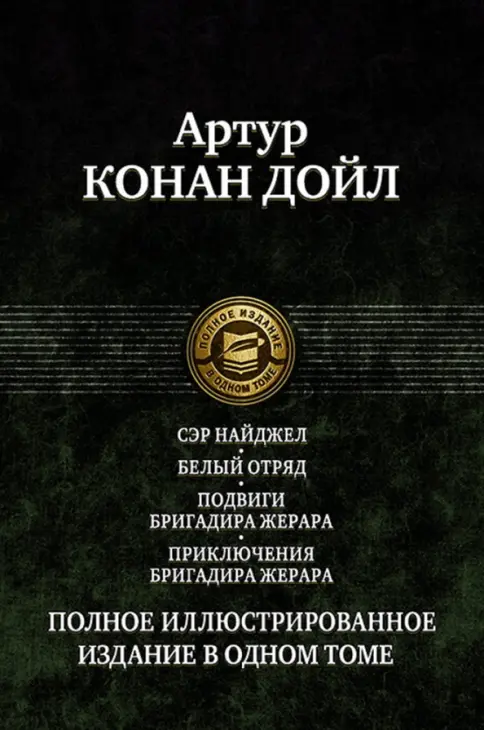 Артур
КОНАН ДОЙЛ
ПОЛНОЕ ИЗДАНИЕ
В ОДНОМ ТОМЕ
СЭР НАЙДЖЕЛ
•
БЕЛЫЙ ОТРЯД
•
ПОДВИГИ
БРИГАДИРА ЖЕРАРА
•
ПРИКЛЮЧЕНИЯ
БРИГАДИРА ЖЕРАРА
ПОЛНОЕ ИЛЛЮСТРИРОВАННОЕ
ИЗДАНИЕ В ОДНОМ ТОМЕ